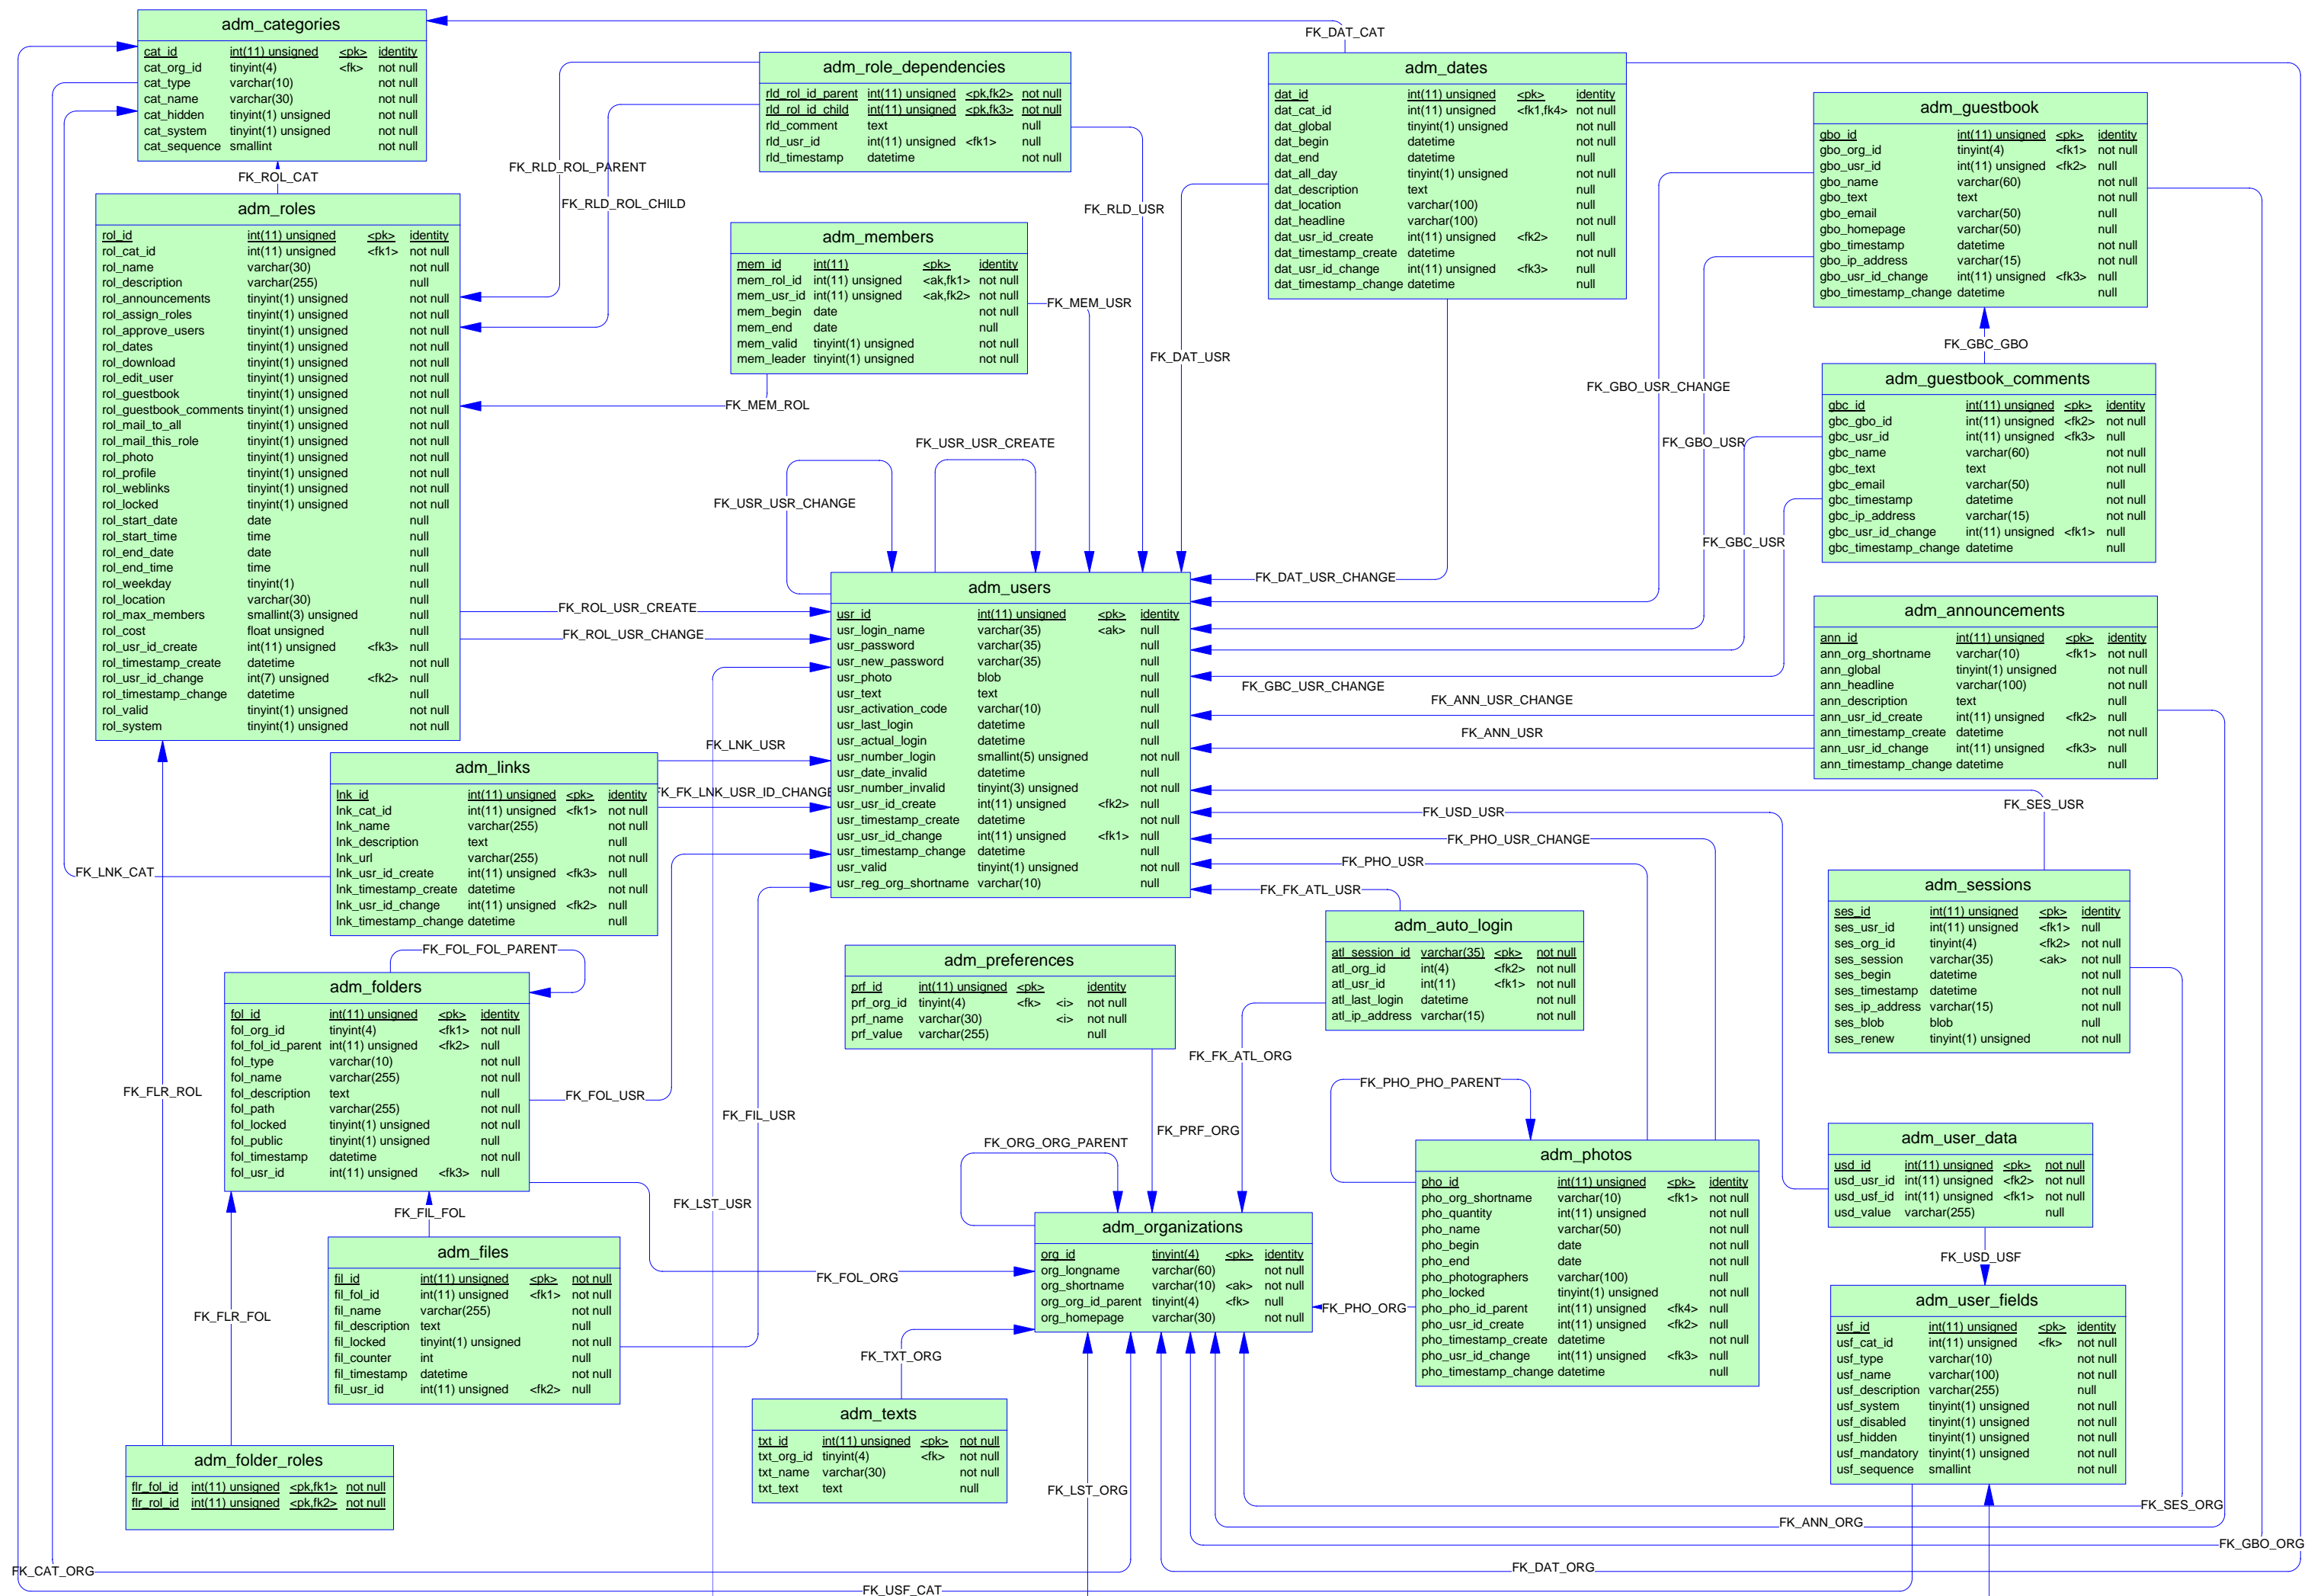 adm_categories
cat_id int(11) unsigned <pk> identity
cat_org_id tinyint(4) <fk> not null
cat_type varchar(10) not null
cat_name varchar(30) not null
cat_hidden tinyint(1) unsigned not null
cat_system tinyint(1) unsigned not null
cat_sequence smallint not null
FK_DAT_CAT
adm_role_dependencies
rld_rol_id_parent int(11) unsigned <pk,fk2> not null
rld_rol_id_child int(11) unsigned <pk,fk3> not null
rld_comment text null
rld_usr_id int(11) unsigned <fk1> null
rld_timestamp datetime not null
adm_dates
dat_id int(11) unsigned <pk> identity
dat_cat_id int(11) unsigned <fk1,fk4> not null
dat_global tinyint(1) unsigned not null
dat_begin datetime not null
dat_end datetime null
dat_all_day tinyint(1) unsigned not null
dat_description text null
dat_location varchar(100) null
dat_headline varchar(100) not null
dat_usr_id_create int(11) unsigned <fk2> null
dat_timestamp_create datetime not null
dat_usr_id_change int(11) unsigned <fk3> null
dat_timestamp_change datetime null
adm_guestbook
gbo_id int(11) unsigned <pk> identity
gbo_org_id tinyint(4) <fk1> not null
gbo_usr_id int(11) unsigned <fk2> null
gbo_name varchar(60) not null
gbo_text text not null
gbo_email varchar(50) null
gbo_homepage varchar(50) null
gbo_timestamp datetime not null
gbo_ip_address varchar(15) not null
gbo_usr_id_change int(11) unsigned <fk3> null
gbo_timestamp_change datetime null
FK_ROL_CAT
FK_RLD_ROL_PARENT
FK_RLD_ROL_CHILD
FK_RLD_USR
adm_roles
rol_id int(11) unsigned <pk> identity
rol_cat_id int(11) unsigned <fk1> not null
rol_name varchar(30) not null
rol_description varchar(255) null
rol_announcements tinyint(1) unsigned not null
rol_assign_roles tinyint(1) unsigned not null
rol_approve_users tinyint(1) unsigned not null
rol_dates tinyint(1) unsigned not null
rol_download tinyint(1) unsigned not null
rol_edit_user tinyint(1) unsigned not null
rol_guestbook tinyint(1) unsigned not null
rol_guestbook_comments tinyint(1) unsigned not null
rol_mail_to_all tinyint(1) unsigned not null
rol_mail_this_role tinyint(1) unsigned not null
rol_photo tinyint(1) unsigned not null
rol_profile tinyint(1) unsigned not null
rol_weblinks tinyint(1) unsigned not null
rol_locked tinyint(1) unsigned not null
rol_start_date date null
rol_start_time time null
rol_end_date date null
rol_end_time time null
rol_weekday tinyint(1) null
rol_location varchar(30) null
rol_max_members smallint(3) unsigned null
rol_cost float unsigned null
rol_usr_id_create int(11) unsigned <fk3> null
rol_timestamp_create datetime not null
rol_usr_id_change int(7) unsigned <fk2> null
rol_timestamp_change datetime null
rol_valid tinyint(1) unsigned not null
rol_system tinyint(1) unsigned not null
adm_members
mem_id int(11) <pk> identity
mem_rol_id int(11) unsigned <ak,fk1> not null
mem_usr_id int(11) unsigned <ak,fk2> not null
mem_begin date not null
mem_end date null
mem_valid tinyint(1) unsigned not null
mem_leader tinyint(1) unsigned not null
FK_MEM_USR
FK_DAT_USR
FK_MEM_ROL
FK_GBC_GBO
FK_GBO_USR_CHANGE
FK_GBO_USR
adm_guestbook_comments
gbc_id int(11) unsigned <pk> identity
gbc_gbo_id int(11) unsigned <fk2> not null
gbc_usr_id int(11) unsigned <fk3> null
gbc_name varchar(60) not null
gbc_text text not null
gbc_email varchar(50) null
gbc_timestamp datetime not null
gbc_ip_address varchar(15) not null
gbc_usr_id_change int(11) unsigned <fk1> null
gbc_timestamp_change datetime null
FK_USR_USR_CREATE
FK_USR_USR_CHANGE
FK_GBC_USR
FK_DAT_USR_CHANGE
FK_ROL_USR_CREATE
FK_ROL_USR_CHANGE
adm_users
usr_id int(11) unsigned <pk> identity
usr_login_name varchar(35) <ak> null
usr_password varchar(35) null
usr_new_password varchar(35) null
usr_photo blob null
usr_text text null
usr_activation_code varchar(10) null
usr_last_login datetime null
usr_actual_login datetime null
usr_number_login smallint(5) unsigned not null
usr_date_invalid datetime null
usr_number_invalid tinyint(3) unsigned not null
usr_usr_id_create int(11) unsigned <fk2> null
usr_timestamp_create datetime not null
usr_usr_id_change int(11) unsigned <fk1> null
usr_timestamp_change datetime null
usr_valid tinyint(1) unsigned not null
usr_reg_org_shortname varchar(10) null
adm_announcements
ann_id int(11) unsigned <pk> identity
ann_org_shortname varchar(10) <fk1> not null
ann_global tinyint(1) unsigned not null
ann_headline varchar(100) not null
ann_description text null
ann_usr_id_create int(11) unsigned <fk2> null
ann_timestamp_create datetime not null
ann_usr_id_change int(11) unsigned <fk3> null
ann_timestamp_change datetime null
FK_GBC_USR_CHANGE
FK_ANN_USR_CHANGE
FK_ANN_USR
FK_LNK_USR
FK_FK_LNK_USR_ID_CHANGE
adm_links
lnk_id int(11) unsigned <pk> identity
lnk_cat_id int(11) unsigned <fk1> not null
lnk_name varchar(255) not null
lnk_description text null
lnk_url varchar(255) not null
lnk_usr_id_create int(11) unsigned <fk3> null
lnk_timestamp_create datetime not null
lnk_usr_id_change int(11) unsigned <fk2> null
lnk_timestamp_change datetime null
FK_LNK_CAT
FK_SES_USR
FK_USD_USR
FK_PHO_USR_CHANGE
FK_PHO_USR
FK_FK_ATL_USR
adm_sessions
ses_id int(11) unsigned <pk> identity
ses_usr_id int(11) unsigned <fk1> null
ses_org_id tinyint(4) <fk2> not null
ses_session varchar(35) <ak> not null
ses_begin datetime not null
ses_timestamp datetime not null
ses_ip_address varchar(15) not null
ses_blob blob null
ses_renew tinyint(1) unsigned not null
adm_auto_login
atl_session_id varchar(35) <pk> not null
atl_org_id int(4) <fk2> not null
atl_usr_id int(11) <fk1> not null
atl_last_login datetime not null
atl_ip_address varchar(15) not null
FK_FOL_FOL_PARENT
adm_preferences
prf_id int(11) unsigned <pk> identity
prf_org_id tinyint(4) <fk> <i> not null
prf_name varchar(30) <i> not null
prf_value varchar(255) null
adm_folders
fol_id int(11) unsigned <pk> identity
fol_org_id tinyint(4) <fk1> not null
fol_fol_id_parent int(11) unsigned <fk2> null
fol_type varchar(10) not null
fol_name varchar(255) not null
fol_description text null
fol_path varchar(255) not null
fol_locked tinyint(1) unsigned not null
fol_public tinyint(1) unsigned null
fol_timestamp datetime not null
fol_usr_id int(11) unsigned <fk3> null
FK_FLR_ROL
FK_FOL_USR
FK_FIL_USR
FK_FK_ATL_ORG
FK_PHO_PHO_PARENT
FK_PRF_ORG
FK_ORG_ORG_PARENT
adm_photos
pho_id int(11) unsigned <pk> identity
pho_org_shortname varchar(10) <fk1> not null
pho_quantity int(11) unsigned not null
pho_name varchar(50) not null
pho_begin date not null
pho_end date not null
pho_photographers varchar(100) null
pho_locked tinyint(1) unsigned not null
pho_pho_id_parent int(11) unsigned <fk4> null
pho_usr_id_create int(11) unsigned <fk2> null
pho_timestamp_create datetime not null
pho_usr_id_change int(11) unsigned <fk3> null
pho_timestamp_change datetime null
adm_user_data
usd_id int(11) unsigned <pk> not null
usd_usr_id int(11) unsigned <fk2> not null
usd_usf_id int(11) unsigned <fk1> not null
usd_value varchar(255) null
FK_LST_USR
FK_FIL_FOL
adm_organizations
org_id tinyint(4) <pk> identity
org_longname varchar(60) not null
org_shortname varchar(10) <ak> not null
org_org_id_parent tinyint(4) <fk> null
org_homepage varchar(30) not null
FK_USD_USF
adm_files
fil_id int(11) unsigned <pk> not null
fil_fol_id int(11) unsigned <fk1> not null
fil_name varchar(255) not null
fil_description text null
fil_locked tinyint(1) unsigned not null
fil_counter int null
fil_timestamp datetime not null
fil_usr_id int(11) unsigned <fk2> null
FK_FOL_ORG
FK_PHO_ORG
FK_FLR_FOL
FK_TXT_ORG
adm_user_fields
usf_id int(11) unsigned <pk> identity
usf_cat_id int(11) unsigned <fk> not null
usf_type varchar(10) not null
usf_name varchar(100) not null
usf_description varchar(255) null
usf_system tinyint(1) unsigned not null
usf_disabled tinyint(1) unsigned not null
usf_hidden tinyint(1) unsigned not null
usf_mandatory tinyint(1) unsigned not null
usf_sequence smallint not null
adm_texts
txt_id int(11) unsigned <pk> not null
txt_org_id tinyint(4) <fk> not null
txt_name varchar(30) not null
txt_text text null
adm_folder_roles
flr_fol_id int(11) unsigned <pk,fk1> not null
flr_rol_id int(11) unsigned <pk,fk2> not null
FK_LST_ORG
FK_SES_ORG
FK_ANN_ORG
FK_GBO_ORG
FK_CAT_ORG
FK_DAT_ORG
FK_USF_CAT